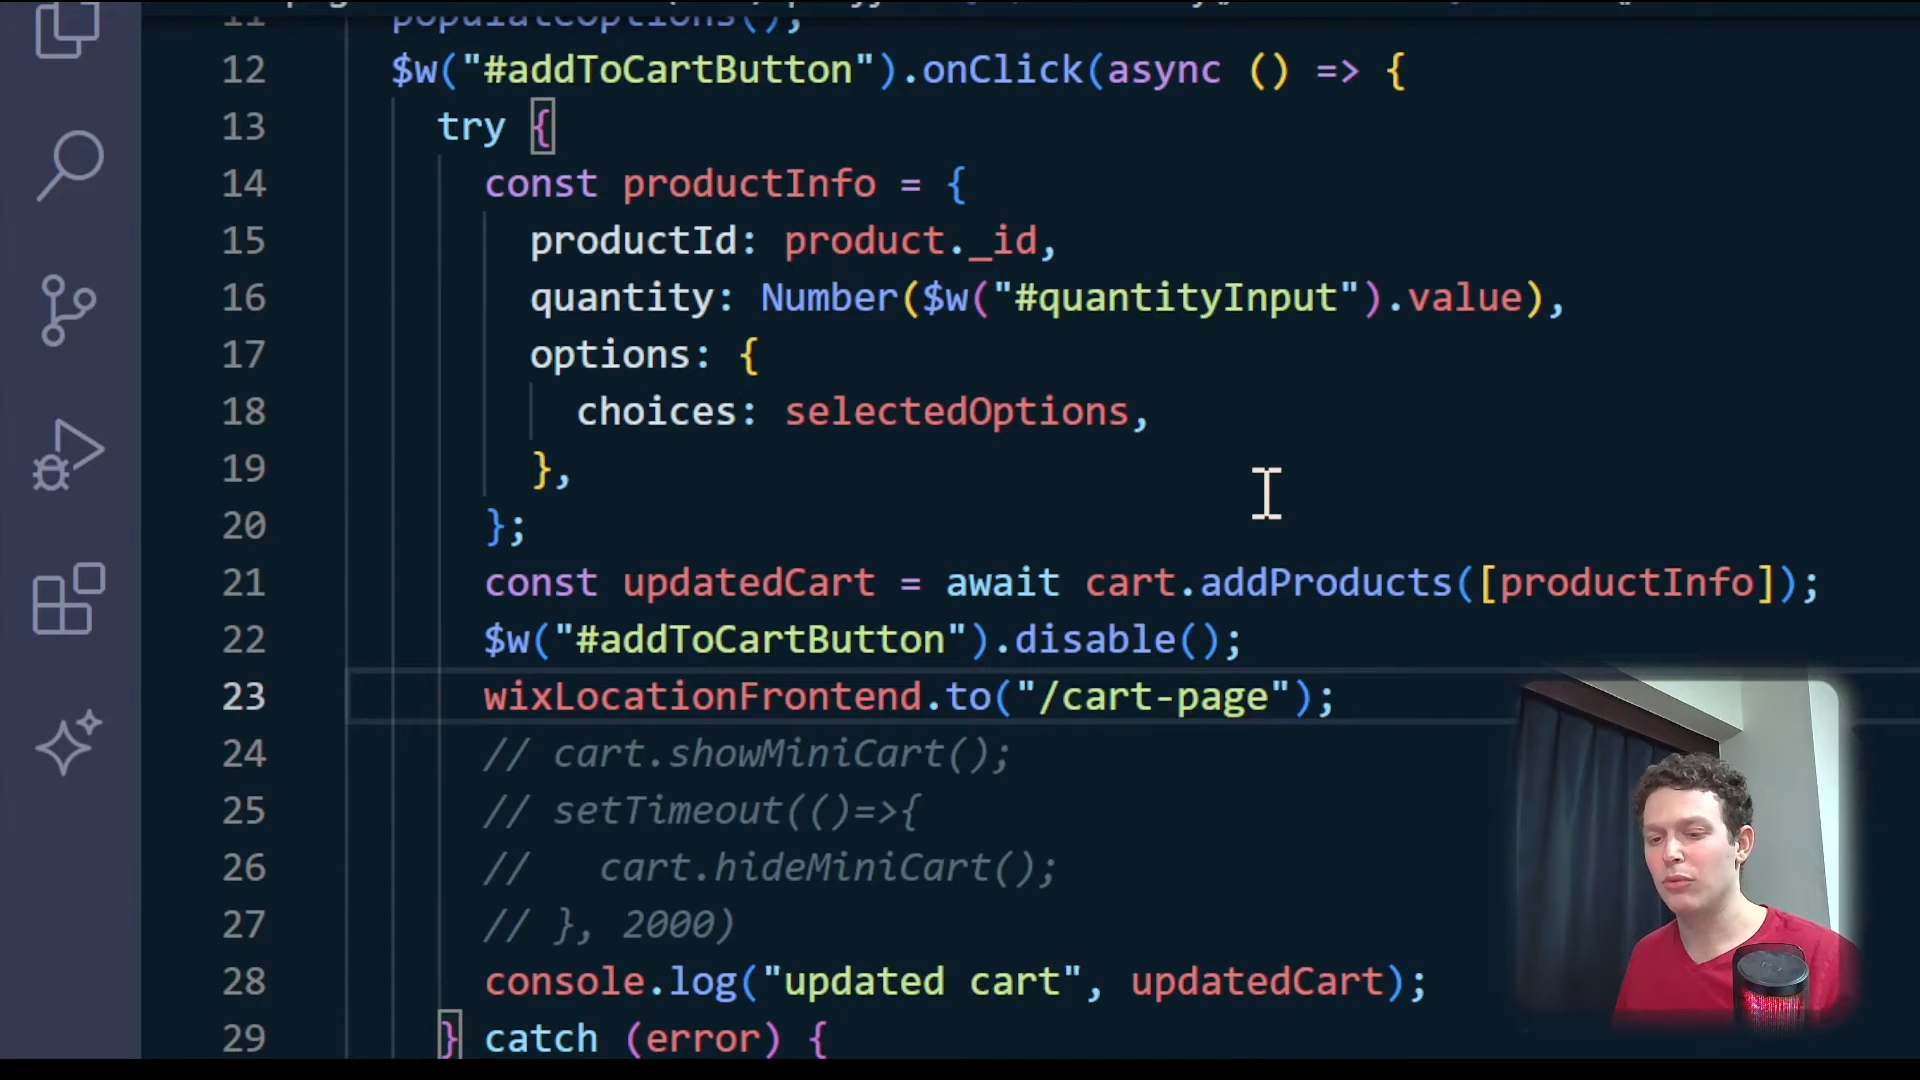 11 populateOptions();
12 $w("#addToCartButton").onClick(async () => {
13 try {
14 const productInfo = {
15 productId: product._id,
16 quantity: Number($w("#quantityInput").value),
17 options: {
18 choices: selectedOptions,
19 },
20 };
21 const updatedCart = await cart.addProducts([productInfo]);
22 $w("#addToCartButton").disable();
23 wixLocationFrontend.to("/cart-page");
24 // cart.showMiniCart();
25 // setTimeout(()=>{
26 // cart.hideMiniCart();
27 // }, 2000)
28 console.log("updated cart", updatedCart);
29 } catch (error) {